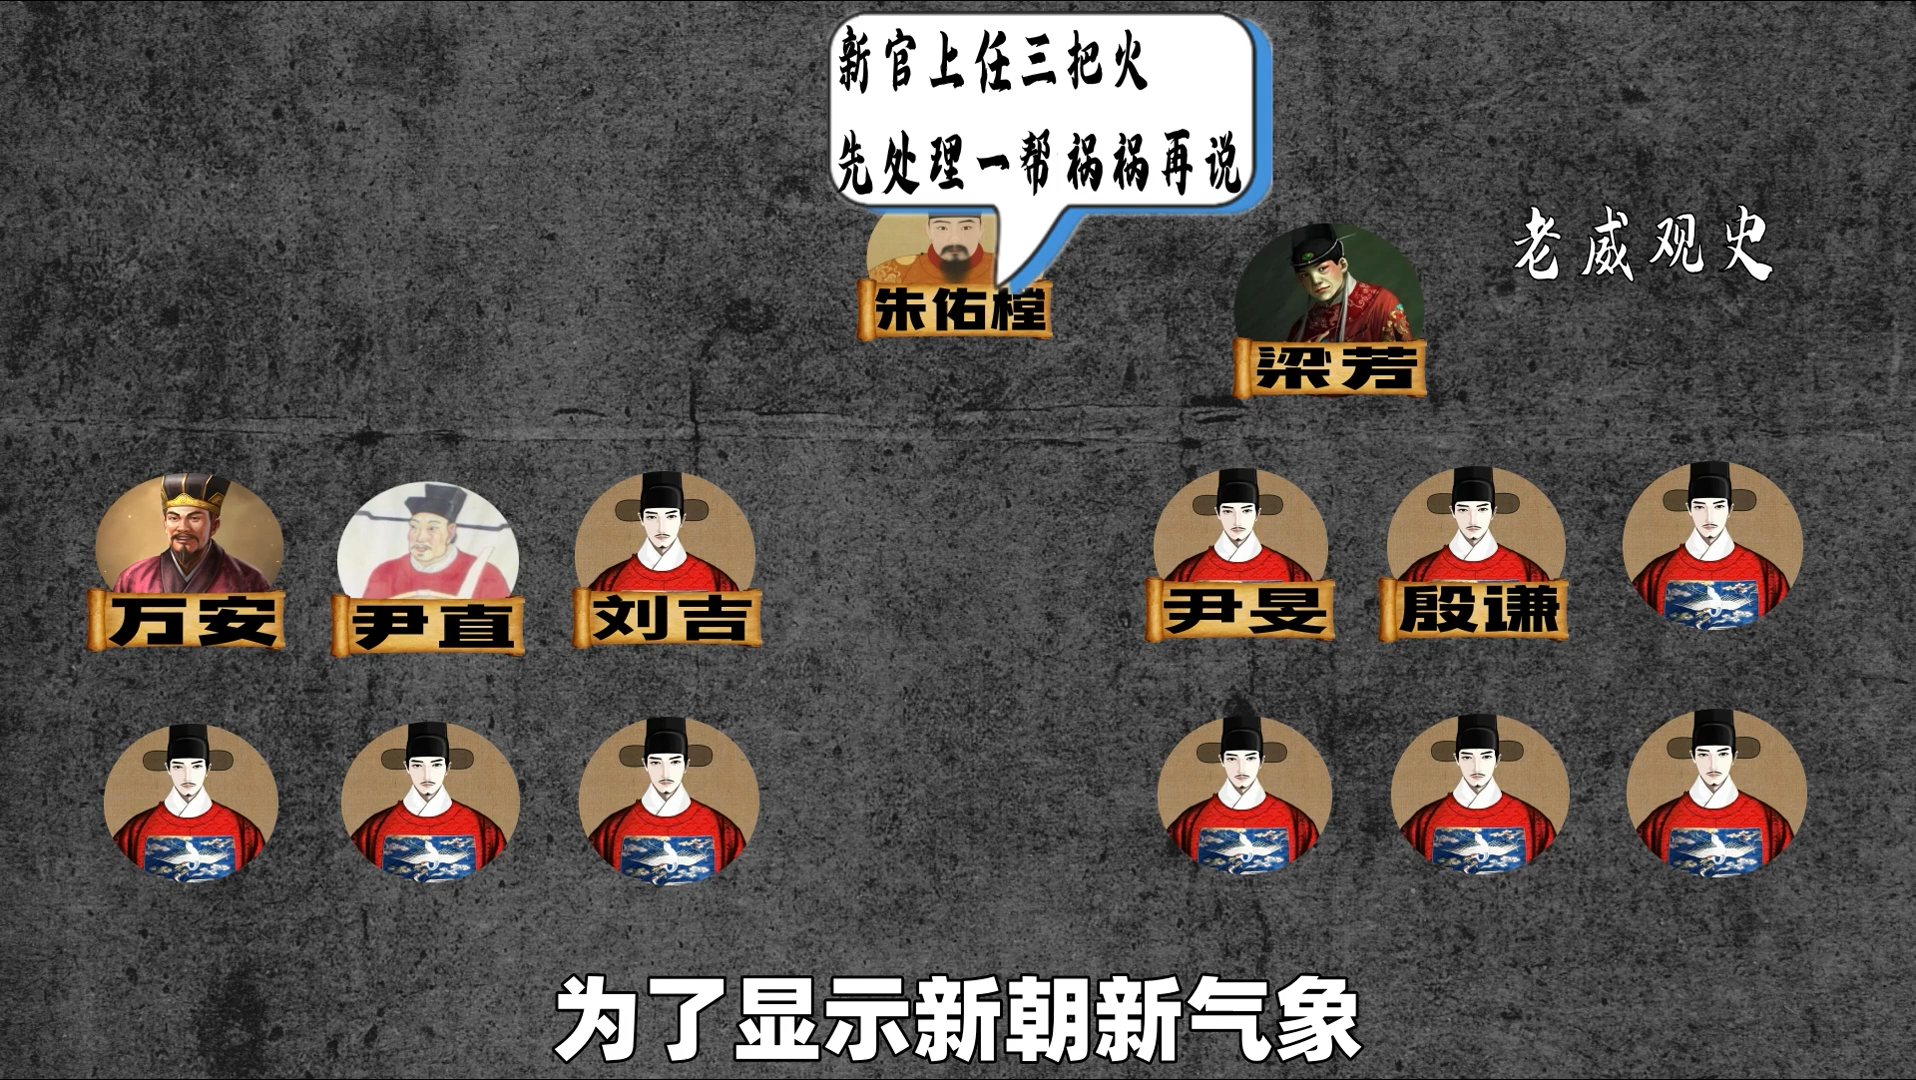 新官上任三把火
先处理一帮祸祸再说
老威观史
朱佑樘
梁芳
万安
尹直
刘吉
尹旻
殷谦
为了显示新朝新气象